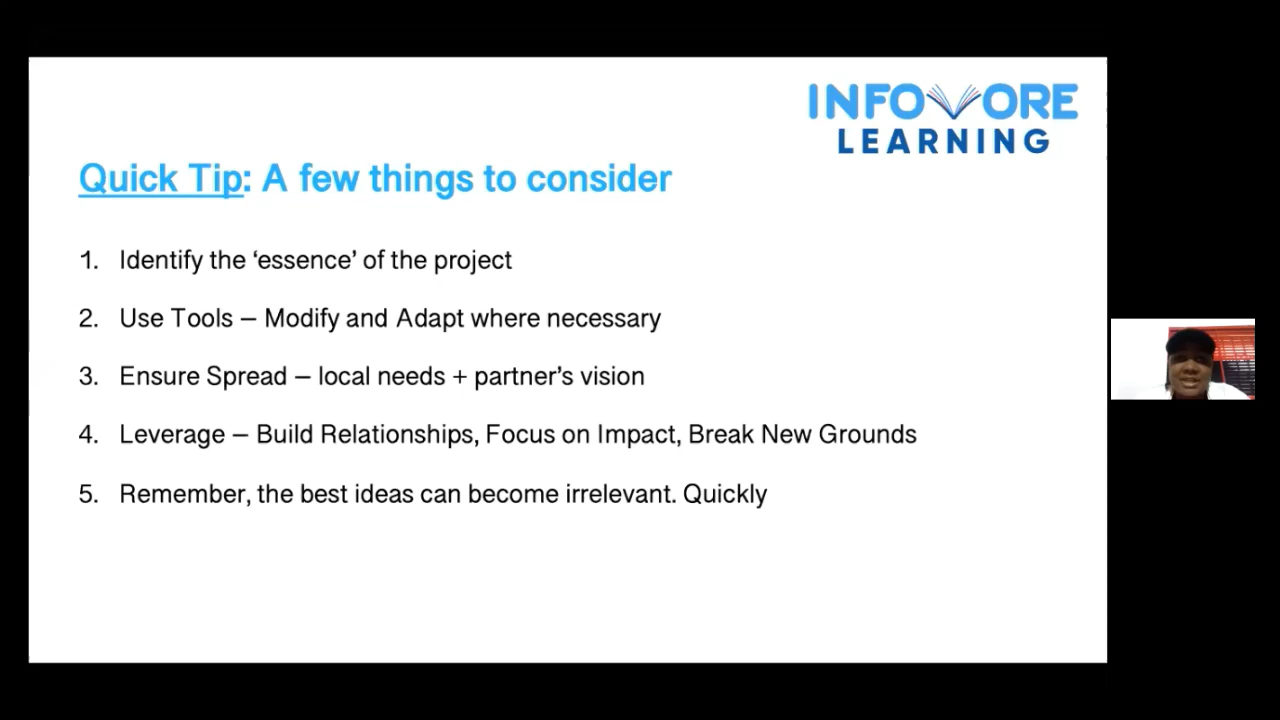 INFOVORE
LEARNING
Quick Tip: A few things to consider
1. Identify the ‘essence’ of the project
2. Use Tools – Modify and Adapt where necessary
3. Ensure Spread – local needs + partner’s vision
4. Leverage – Build Relationships, Focus on Impact, Break New Grounds
5. Remember, the best ideas can become irrelevant. Quickly